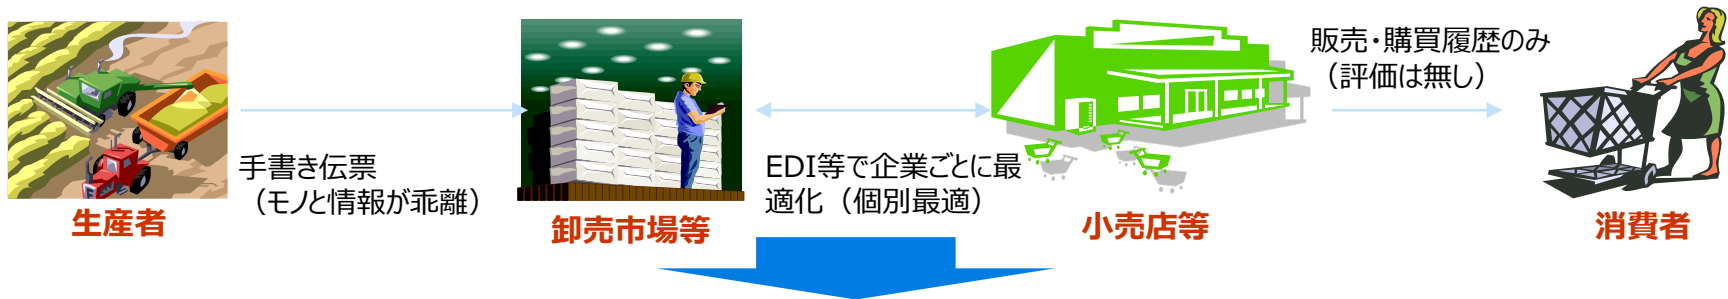 手書き伝票
（モノと情報が乖離）
生産者
卸売市場等
EDI等で企業ごとに最
適化（個別最適）
小売店等
販売・購買履歴のみ
（評価は無し）
消費者